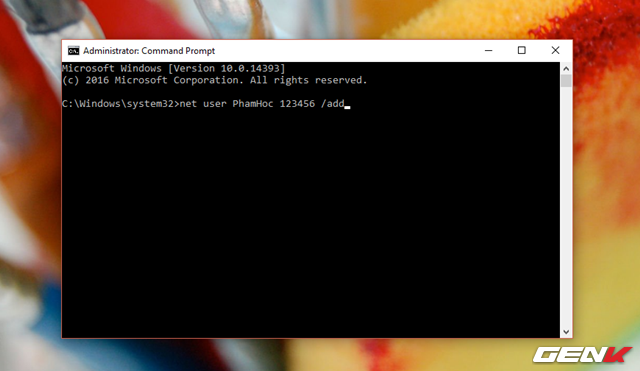 Administrator: Command Prompt
Microsoft Windows [Version 10.0.14393]
(c) 2016 Microsoft Corporation. All rights reserved.
C:\Windows\system32>net user PhamHoc 123456 /add
GENK